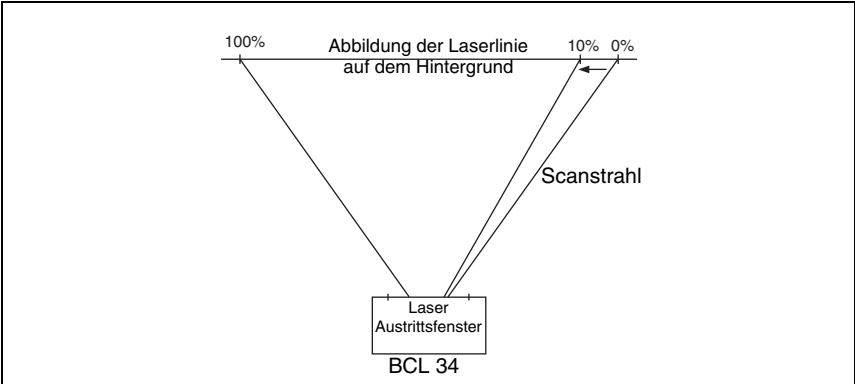 100% Abbildung der Laserlinie 10% 0%
auf dem Hintergrund
Scanstrahl
Laser
Austrittsfenster
BCL 34